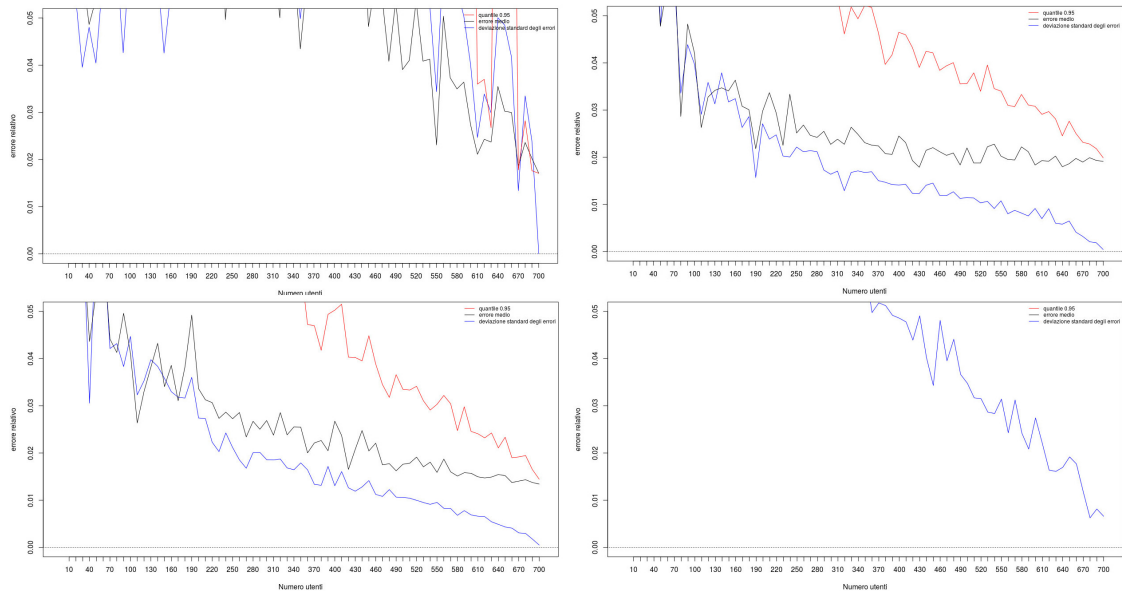 quantile 0.95
errore medio
deviazione standard degli errori
errore relativo
0.05
0.04
0.03
0.02
0.01
0.00
10 40 70 100 130 160 190 220 250 280 310 340 370 400 430 460 490 520 550 580 610 640 670 700
Numero utenti
quantile 0.95
errore medio
deviazione standard degli errori
errore relativo
0.05
0.04
0.03
0.02
0.01
0.00
10 40 70 100 130 160 190 220 250 280 310 340 370 400 430 460 490 520 550 580 610 640 670 700
Numero utenti
quantile 0.95
errore medio
deviazione standard degli errori
errore relativo
0.05
0.04
0.03
0.02
0.01
0.00
10 40 70 100 130 160 190 220 250 280 310 340 370 400 430 460 490 520 550 580 610 640 670 700
Numero utenti
quantile 0.95
errore medio
deviazione standard degli errori
errore relativo
0.05
0.04
0.03
0.02
0.01
0.00
10 40 70 100 130 160 190 220 250 280 310 340 370 400 430 460 490 520 550 580 610 640 670 700
Numero utenti